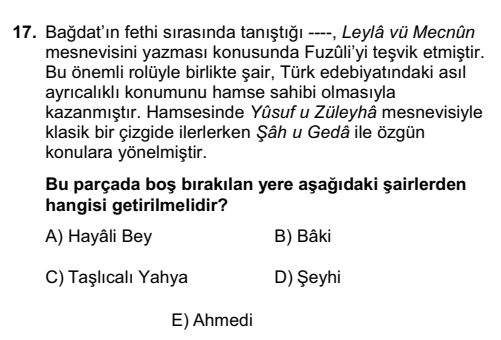 17. Bağdat’ın fethi sırasında tanıştığı ----, Leylâ vü Mecnûn
mesnevisini yazması konusunda Fuzûli’yi teşvik etmiştir.
Bu önemli rolüyle birlikte şair, Türk edebiyatındaki asıl
ayrıcalıklı konumunu hamse sahibi olmasıyla
kazanmıştır. Hamsesinde Yûsuf u Züleyhâ mesnevisiyle
klasik bir çizgide ilerlerken Şâh u Gedâ ile özgün
konulara yönelmiştir.
Bu parçada boş bırakılan yere aşağıdaki şairlerden
hangisi getirilmelidir?
A) Hayâli Bey B) Bâki
C) Taşlıcalı Yahya D) Şeyhi
E) Ahmedi